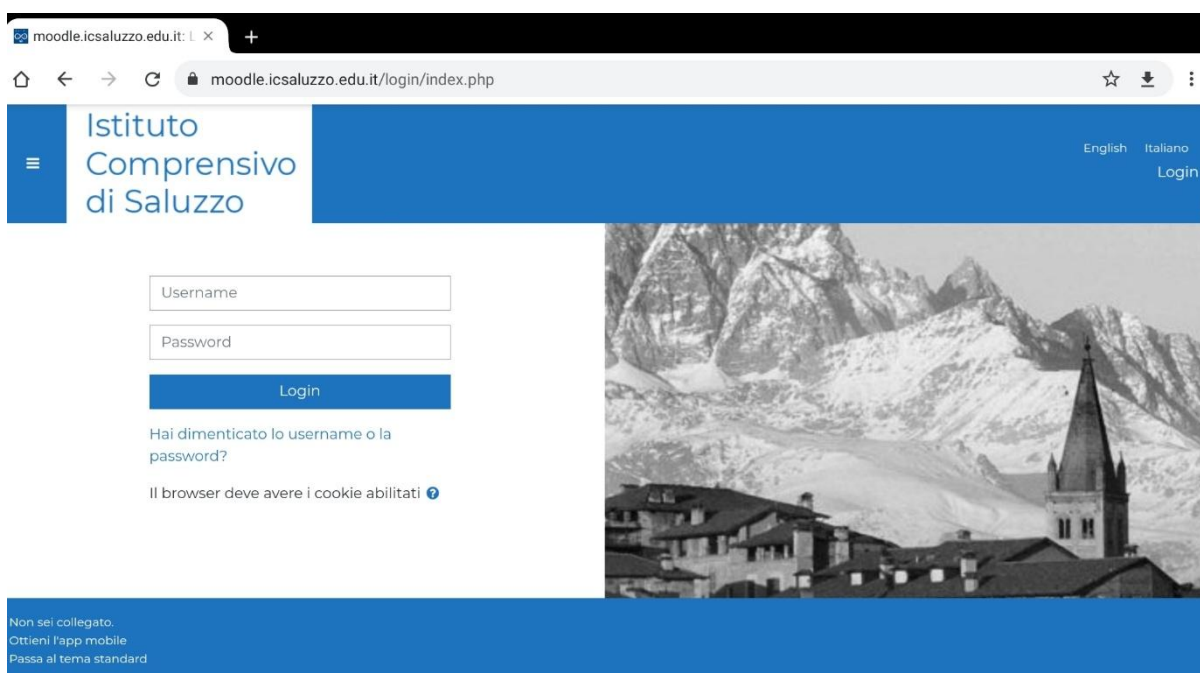 moodle.icsaluzzo.edu.it: L
moodle.icsaluzzo.edu.it/login/index.php
Istituto
Comprensivo
di Saluzzo
English Italiano
Login
Username
Password
Login
Hai dimenticato lo username o la
password?
Il browser deve avere i cookie abilitati
Non sei collegato.
Ottieni l'app mobile
Passa al tema standard